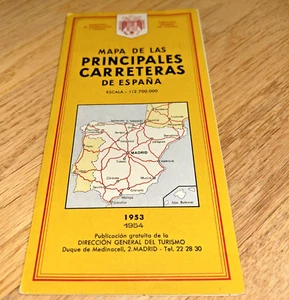 MAPA DE LAS
PRINCIPALES
CARRETERAS
DE ESPAÑA
ESCALA - 1:2.700.000
MADRID
1953
1954
Publicación gratuita de la
DIRECCIÓN GENERAL DEL TURISMO
Duque de Medinaceli, 2. MADRID - Tel. 22 28 30